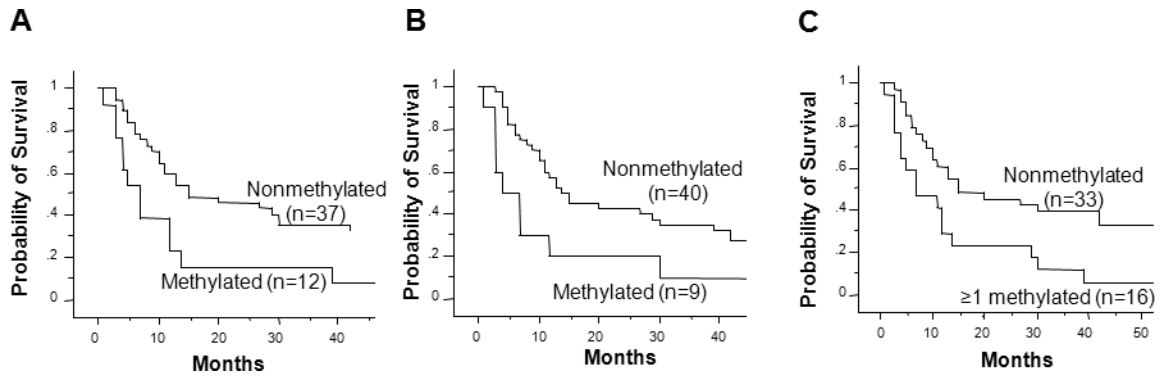 A
Probability of Survival
1
.8
.6
.4
.2
0
Nonmethylated
(n=37)
Methylated (n=12)
0 10 20 30 40
Months
B
Probability of Survival
1
.8
.6
.4
.2
0
Nonmethylated
(n=40)
Methylated (n=9)
0 10 20 30 40
Months
C
Probability of Survival
1
.8
.6
.4
.2
0
Nonmethylated
(n=33)
≥1 methylated (n=16)
0 10 20 30 40 50
Months